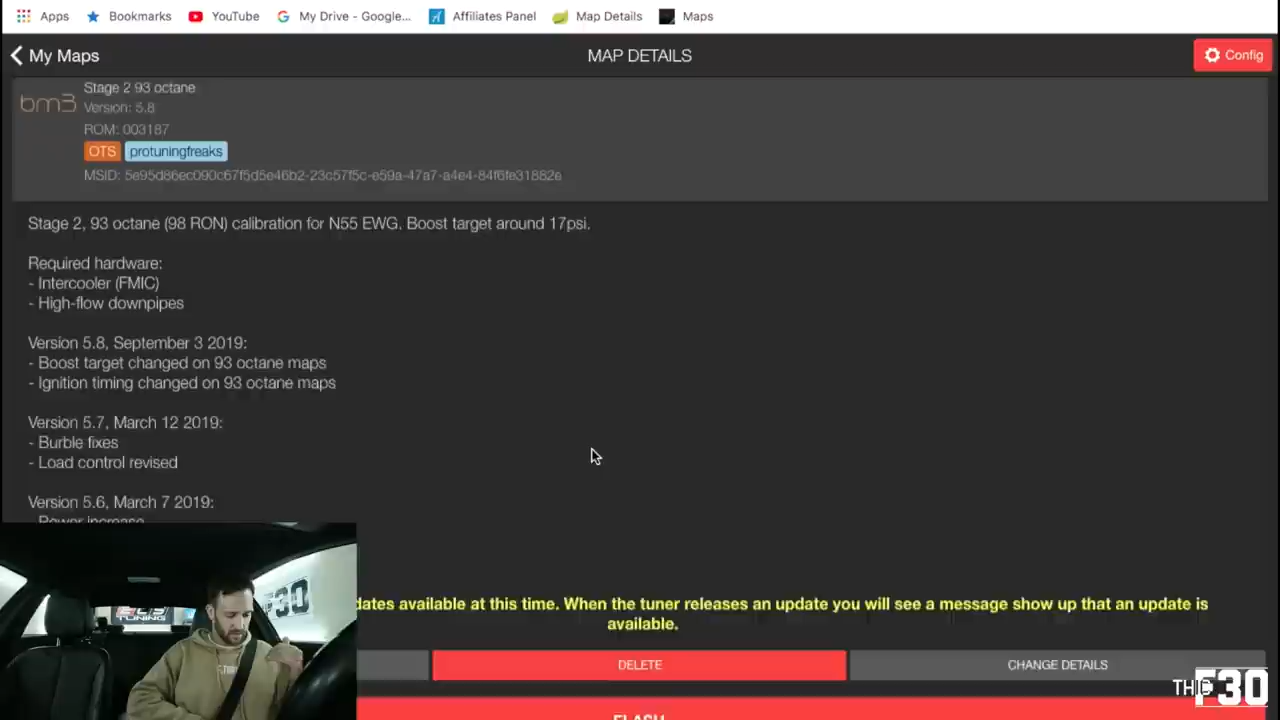 Apps Bookmarks YouTube My Drive - Google... Affiliates Panel Map Details Maps
My Maps MAP DETAILS Config
bm3
Stage 2 93 octane
Version: 5.8
ROM: 003187
OTS protuningfreaks
MSID: 5e95d86ec090c67f5d5e46b2-23c57f5c-e59a-47a7-a4e4-84f6fe31882e
Stage 2, 93 octane (98 RON) calibration for N55 EWG. Boost target around 17psi.
Required hardware:
- Intercooler (FMIC)
- High-flow downpipes
Version 5.8, September 3 2019:
- Boost target changed on 93 octane maps
- Ignition timing changed on 93 octane maps
Version 5.7, March 12 2019:
- Burble fixes
- Load control revised
Version 5.6, March 7 2019:
- Power increase
dates available at this time. When the tuner releases an update you will see a message show up that an update is
available.
DELETE CHANGE DETAILS
FLASH
F30
TUNING
F30